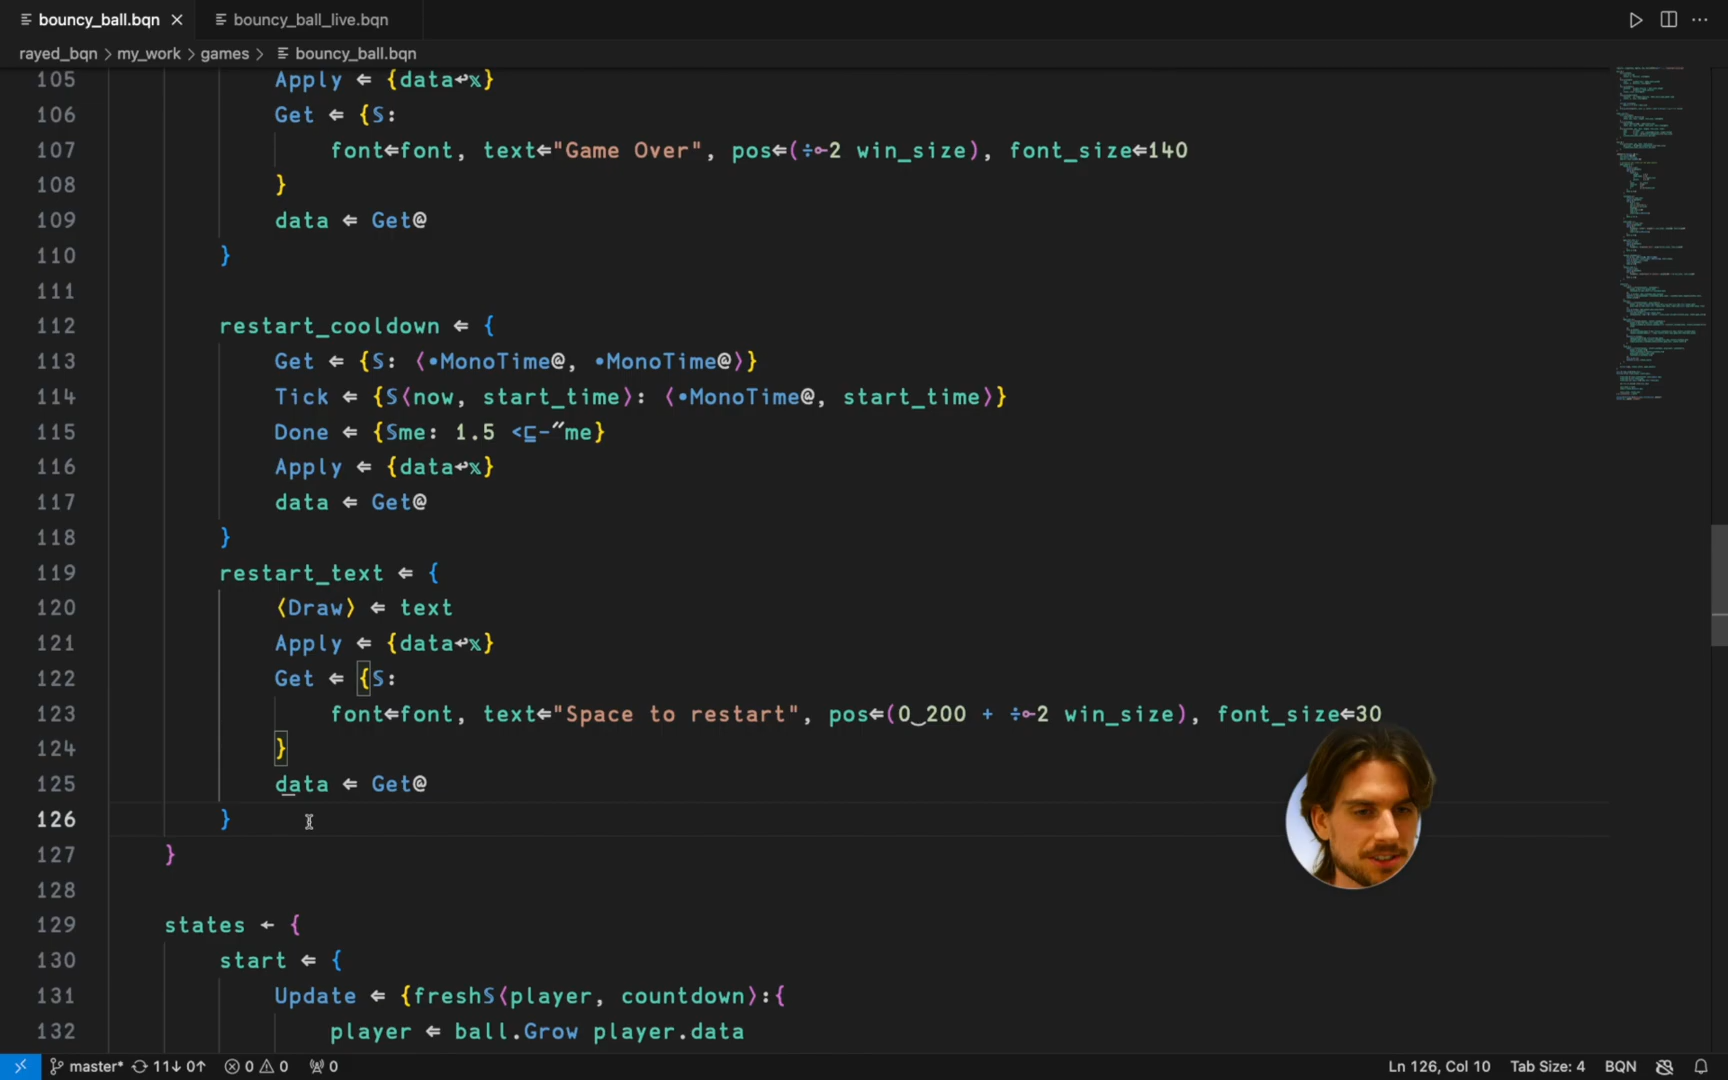 bouncy_ball.bqn × bouncy_ball_live.bqn
rayed_bqn > my_work > games > bouncy_ball.bqn
105 Apply ⇐ {data↩𝕩}
106 Get ⇐ {𝕊:
107 font⇐font, text⇐"Game Over", pos⇐(÷⟜2 win_size), font_size⇐140
108 }
109 data ⇐ Get@
110 }
111
112 restart_cooldown ⇐ {
113 Get ⇐ {𝕊: ⟨•MonoTime@, •MonoTime@⟩}
114 Tick ⇐ {𝕊⟨now, start_time⟩: ⟨•MonoTime@, start_time⟩}
115 Done ⇐ {𝕊me: 1.5 <⊑-˝me}
116 Apply ⇐ {data↩𝕩}
117 data ⇐ Get@
118 }
119 restart_text ⇐ {
120 ⟨Draw⟩ ⇐ text
121 Apply ⇐ {data↩𝕩}
122 Get ⇐ {𝕊:
123 font⇐font, text⇐"Space to restart", pos⇐(0‿200 + ÷⟜2 win_size), font_size⇐30
124 }
125 data ⇐ Get@
126 }
127 }
128
129 states ← {
130 start ⇐ {
131 Update ⇐ {fresh𝕊⟨player, countdown⟩:{
132 player ⇐ ball.Grow player.data
master* 11↓ 0↑ 0 0 0 Ln 126, Col 10 Tab Size: 4 BQN